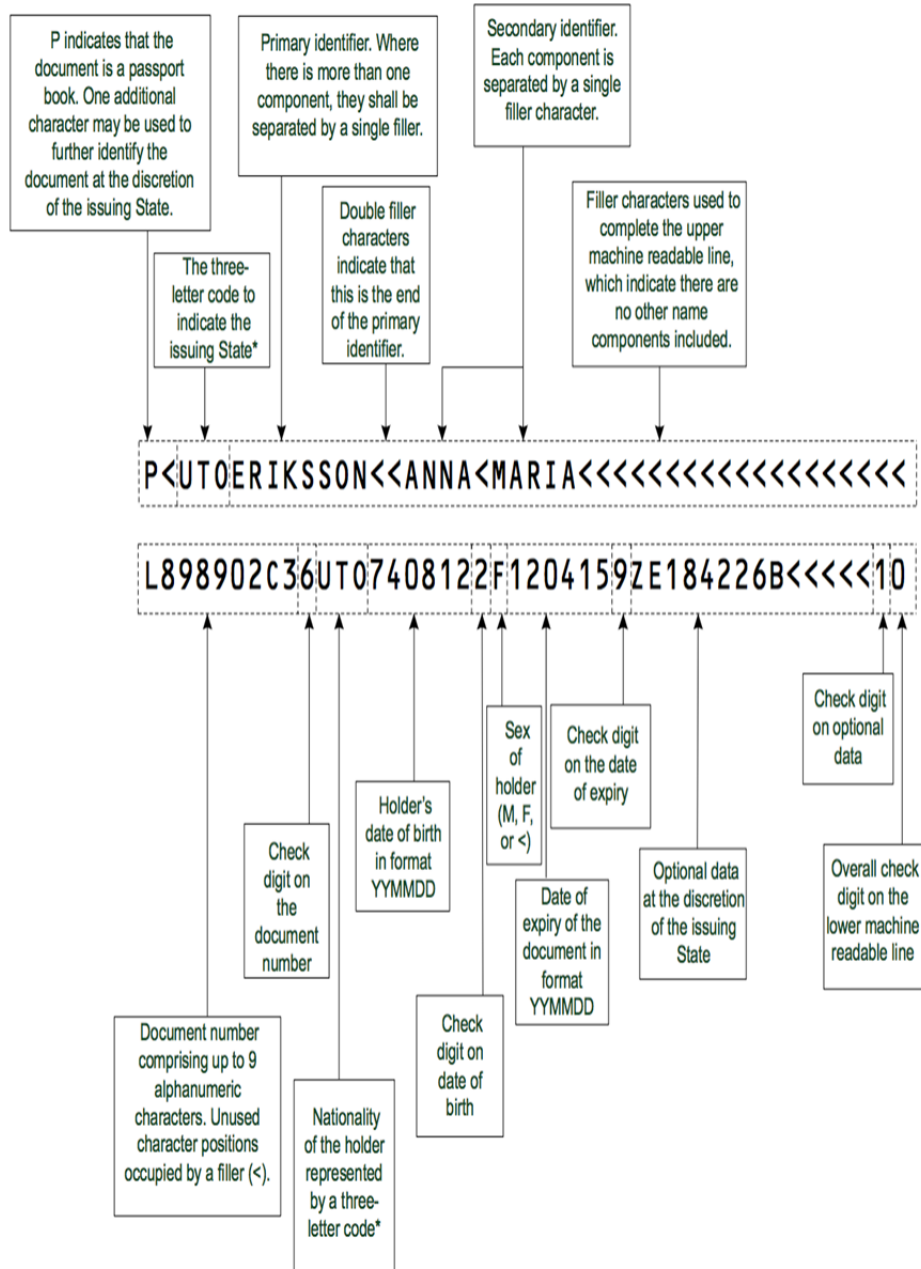 P indicates that the
document is a passport
book. One additional
character may be used to
further identify the
document at the discretion
of the issuing State.
Primary identifier. Where
there is more than one
component, they shall be
separated by a single filler.
Secondary identifier.
Each component is
separated by a single
filler character.
The three-
letter code to
indicate the
issuing State*
Double filler
characters
indicate that
this is the end
of the primary
identifier.
Filler characters used to
complete the upper
machine readable line,
which indicate there are
no other name
components included.
P<UTOERIKSSON<<ANNA<MARIA<<<<<<<<<<<<<<<<<<<
L898902C36UTO7408122F1204159ZE184226B<<<<<10
Document number
comprising up to 9
alphanumeric
characters. Unused
character positions
occupied by a filler (<).
Check
digit on
the
document
number
Nationality
of the holder
represented
by a three-
letter code*
Holder's
date of birth
in format
YYMMDD
Check
digit on
date of
birth
Sex
of
holder
(M, F,
or <)
Date of
expiry of the
document in
format
YYMMDD
Check digit
on the date
of expiry
Optional data
at the discretion
of the issuing
State
Check digit
on optional
data
Overall check
digit on the
lower machine
readable line